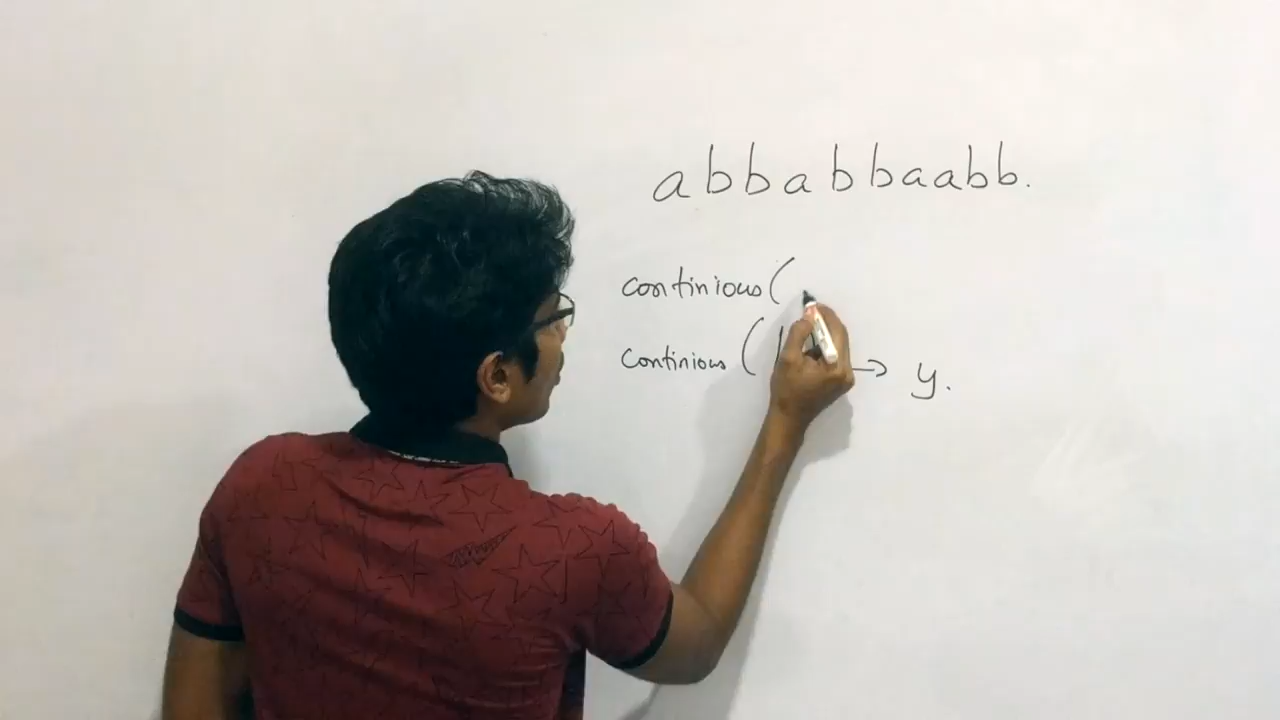 abbabbaabb.
continious (
continious ( → y.